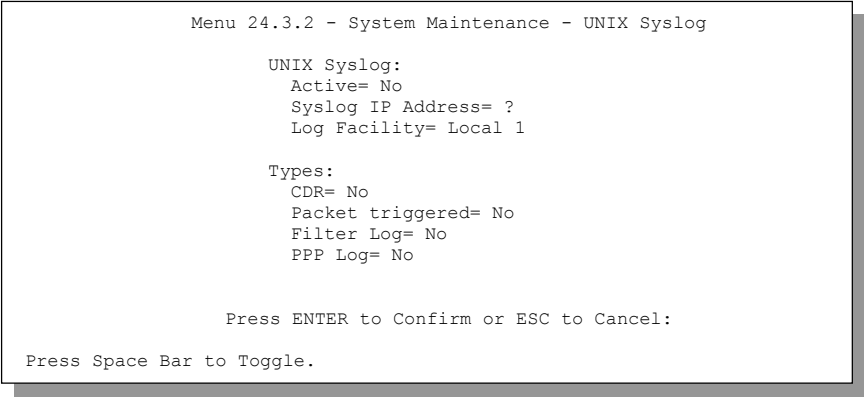 Menu 24.3.2 - System Maintenance - UNIX Syslog
UNIX Syslog:
Active= No
Syslog IP Address= ?
Log Facility= Local 1
Types:
CDR= No
Packet triggered= No
Filter Log= No
PPP Log= No
Press ENTER to Confirm or ESC to Cancel:
Press Space Bar to Toggle.